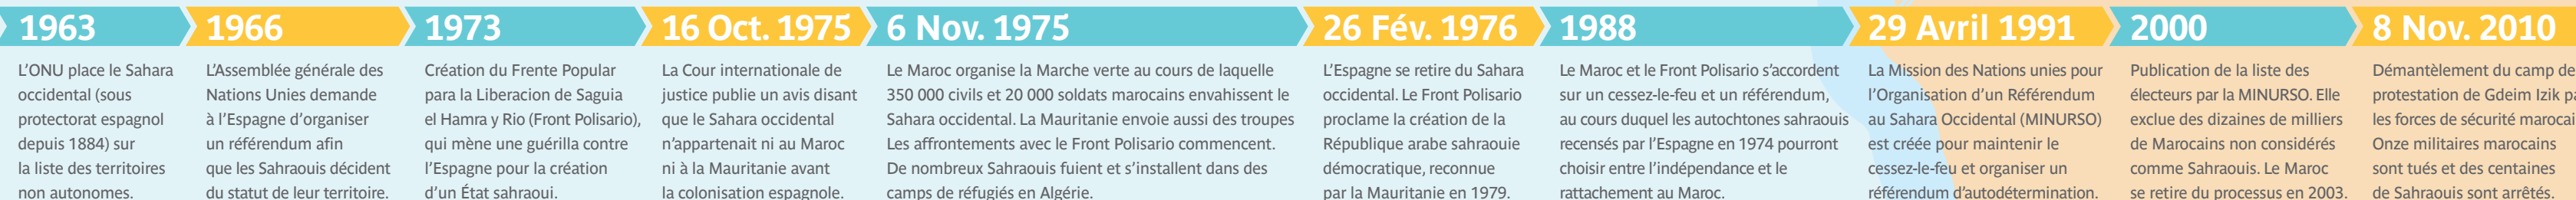 1963
L'ONU place le Sahara
occidental (sous
protectorat espagnol
depuis 1884) sur
la liste des territoires
non autonomes.
1966
L'Assemblée générale des
Nations Unies demande
à l'Espagne d'organiser
un référendum afin
que les Sahraouis décident
du statut de leur territoire.
1973
Création du Frente Popular
para la Liberacion de Saguia
el Hamra y Rio (Front Polisario),
qui mène une guérilla contre
l'Espagne pour la création
d'un État sahraoui.
16 Oct. 1975
La Cour internationale de
justice publie un avis disant
que le Sahara occidental
n'appartenait ni au Maroc
ni à la Mauritanie avant
la colonisation espagnole.
6 Nov. 1975
Le Maroc organise la Marche verte au cours de laquelle
350 000 civils et 20 000 soldats marocains envahissent le
Sahara occidental. La Mauritanie envoie aussi des troupes
Les affrontements avec le Front Polisario commencent.
De nombreux Sahraouis fuient et s'installent dans des
camps de réfugiés en Algérie.
26 Fév. 1976
L'Espagne se retire du Sahara
occidental. Le Front Polisario
proclame la création de la
République arabe sahraouie
démocratique, reconnue
par la Mauritanie en 1979.
1988
Le Maroc et le Front Polisario s'accordent
sur un cessez-le-feu et un référendum,
au cours duquel les autochtones sahraouis
recensés par l'Espagne en 1974 pourront
choisir entre l'indépendance et le
rattachement au Maroc.
29 Avril 1991
La Mission des Nations unies pour
l'Organisation d'un Référendum
au Sahara Occidental (MINURSO)
est créée pour maintenir le
cessez-le-feu et organiser un
référendum d'autodétermination.
2000
Publication de la liste des
électeurs par la MINURSO. Elle
exclue des dizaines de milliers
de Marocains non considérés
comme Sahraouis. Le Maroc
se retire du processus en 2003.
8 Nov. 2010
Démantèlement du camp de
protestation de Gdeim Izik
les forces de sécurité
Onze militaires marocains
sont tués et des centaines
de Sahraouis sont arrêtés.